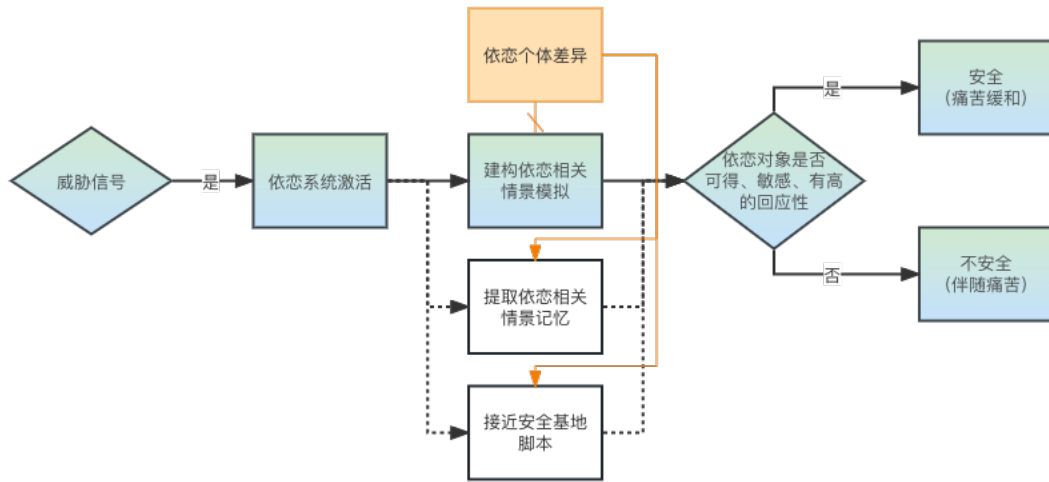 依恋个体差异
威胁信号
是
依恋系统激活
建构依恋相关
情景模拟
提取依恋相关
情景记忆
接近安全基地
脚本
依恋对象是否
可得、敏感、有高
的回应性
是
安全
（痛苦缓和）
否
不安全
（伴随痛苦）